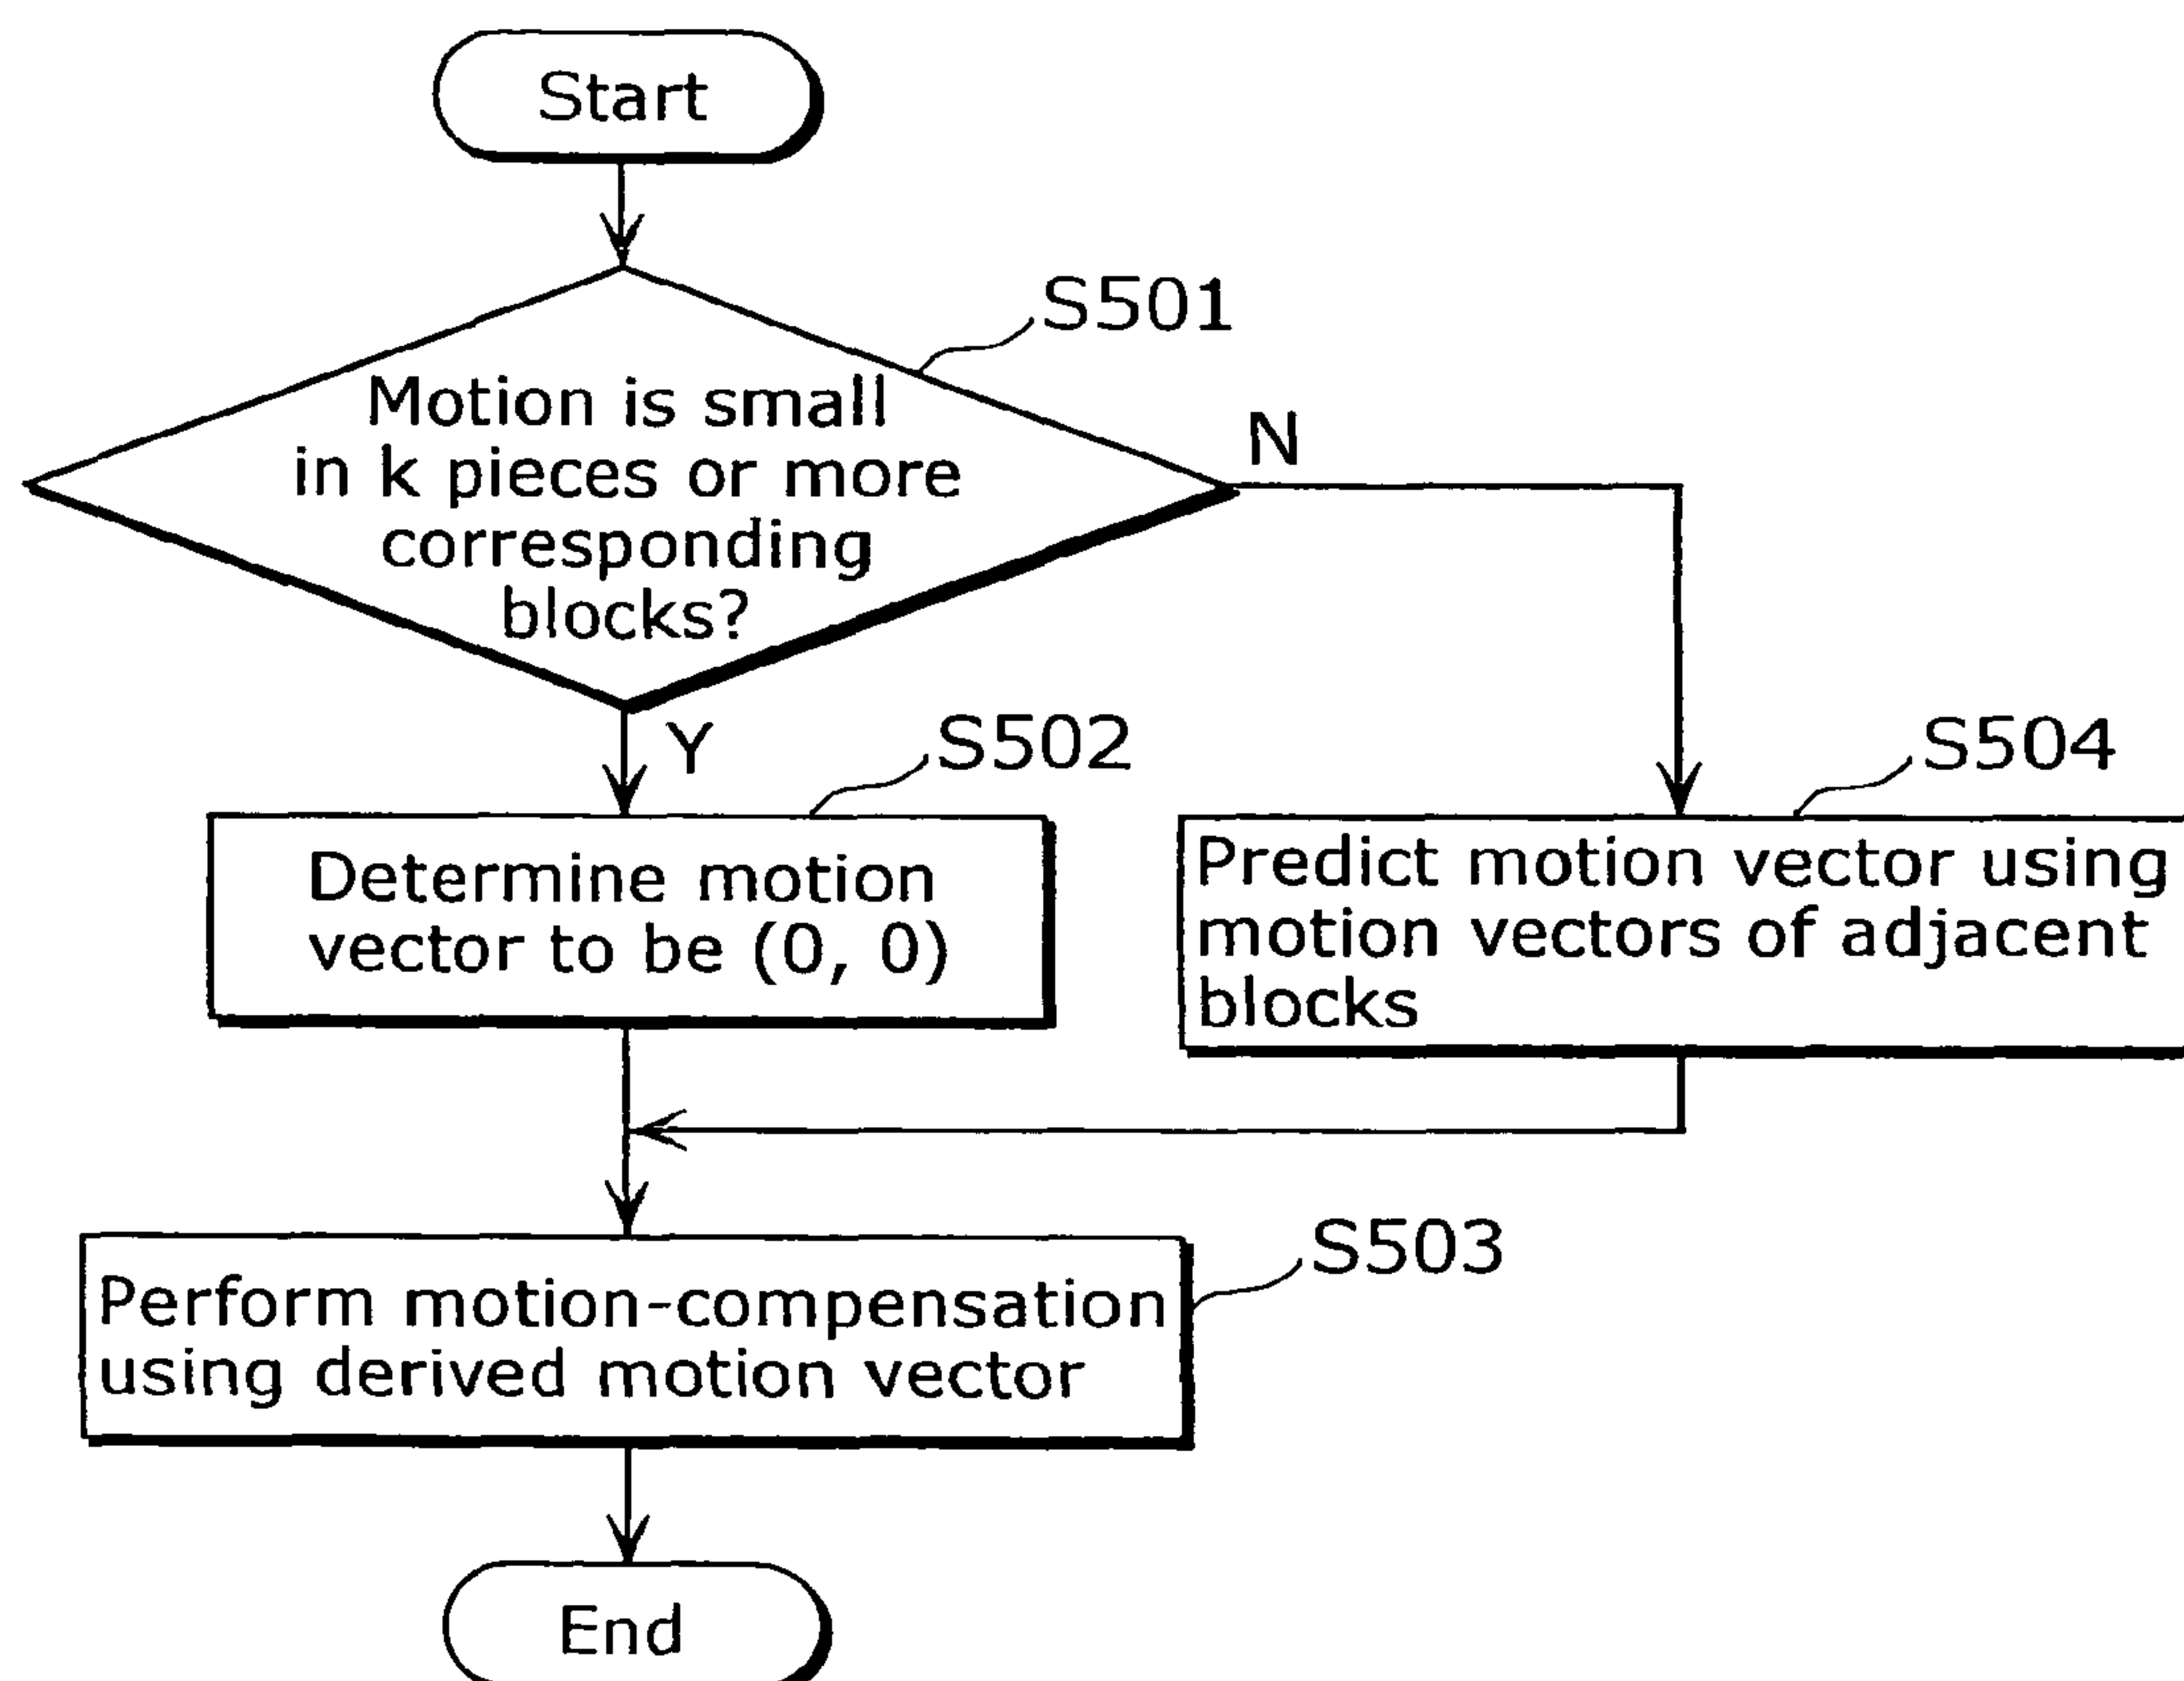 Start
S501
Motion is small
in k pieces or more
corresponding
blocks?
N
Y
S502
S504
Determine motion
vector to be (0, 0)
Predict motion vector using
motion vectors of adjacent
blocks
S503
Perform motion-compensation
using derived motion vector
End